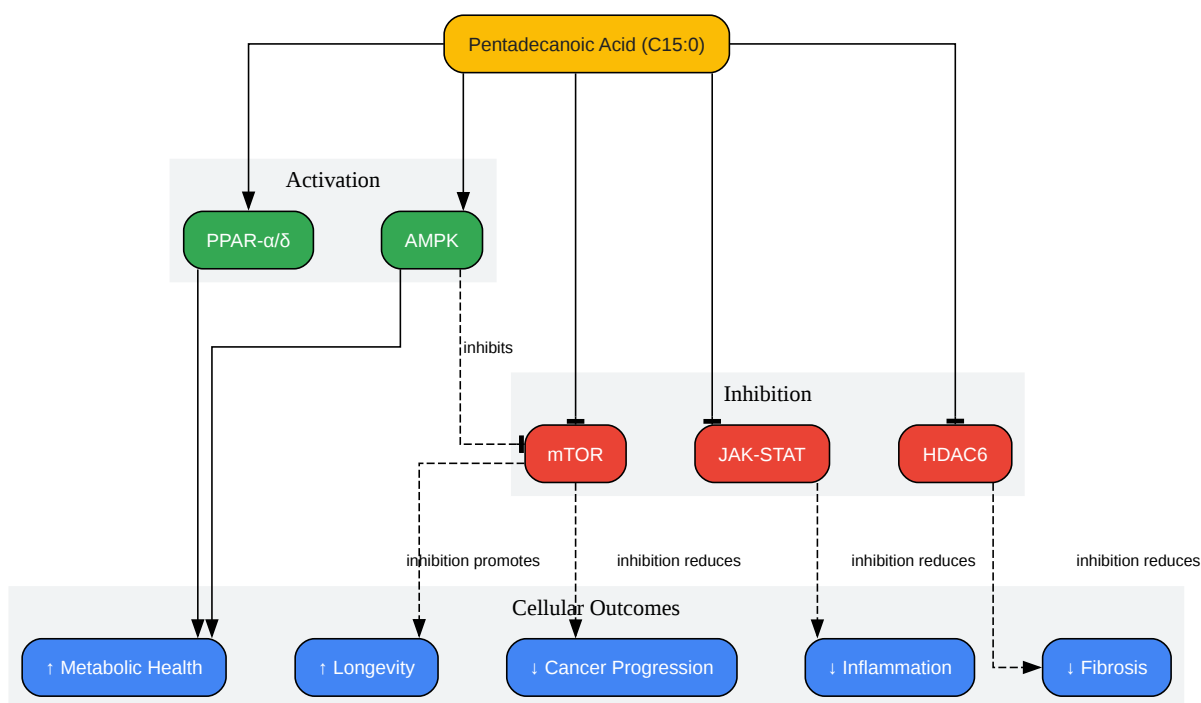 Pentadecanoic Acid (C15:0)
Activation
PPAR-α/δ
AMPK
inhibits
Inhibition
mTOR
JAK-STAT
HDAC6
inhibition promotes
inhibition reduces
inhibition reduces
inhibition reduces
Cellular Outcomes
↑ Metabolic Health
↑ Longevity
↓ Cancer Progression
↓ Inflammation
↓ Fibrosis